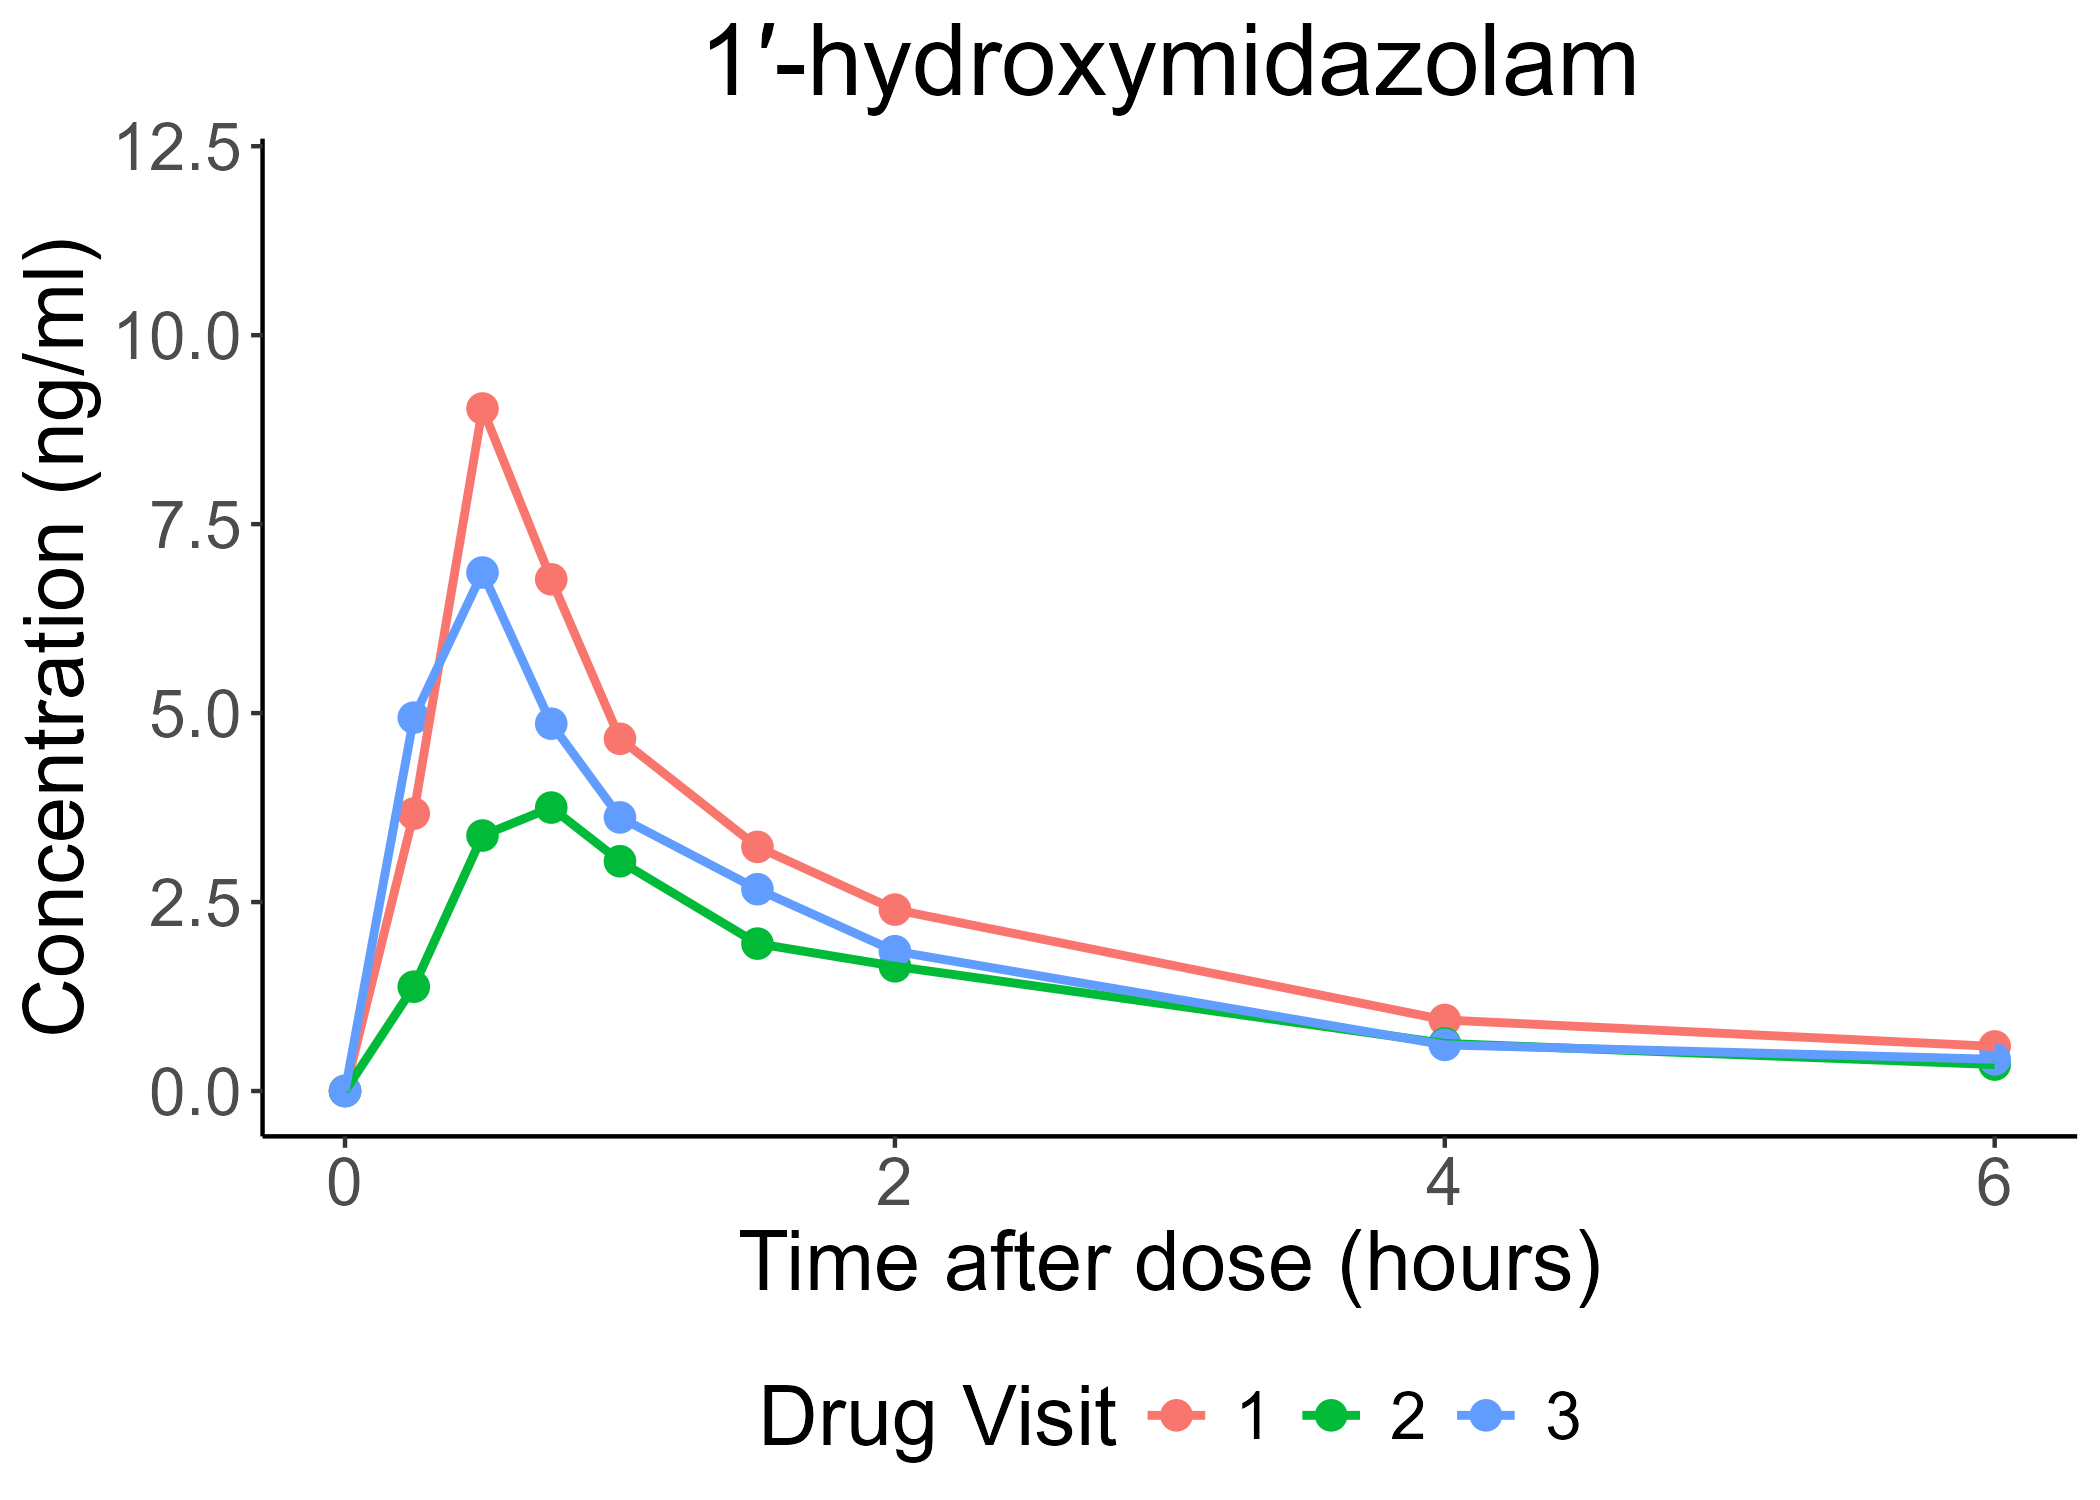 1′-hydroxymidazolam
Concentration (ng/ml)
12.5
10.0
7.5
5.0
2.5
0.0
0 2 4 6
Time after dose (hours)
Drug Visit 1 2 3